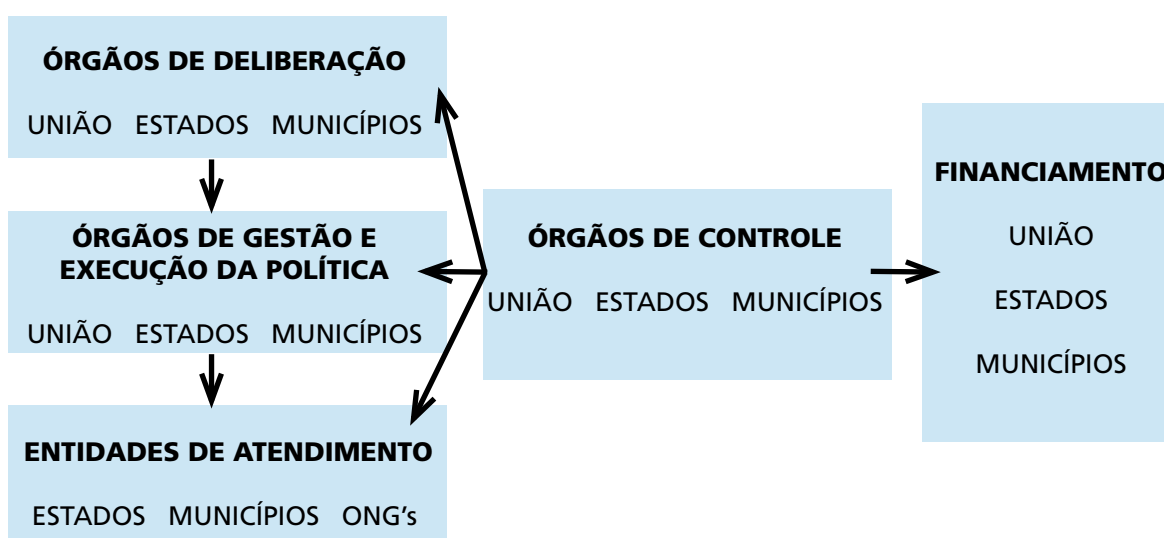 ÓRGÃOS DE DELIBERAÇÃO
UNIÃO ESTADOS MUNICÍPIOS
ÓRGÃOS DE GESTÃO E
EXECUÇÃO DA POLÍTICA
UNIÃO ESTADOS MUNICÍPIOS
ENTIDADES DE ATENDIMENTO
ESTADOS MUNICÍPIOS ONG's
ÓRGÃOS DE CONTROLE
UNIÃO ESTADOS MUNICÍPIOS
FINANCIAMENTO
UNIÃO
ESTADOS
MUNICÍPIOS